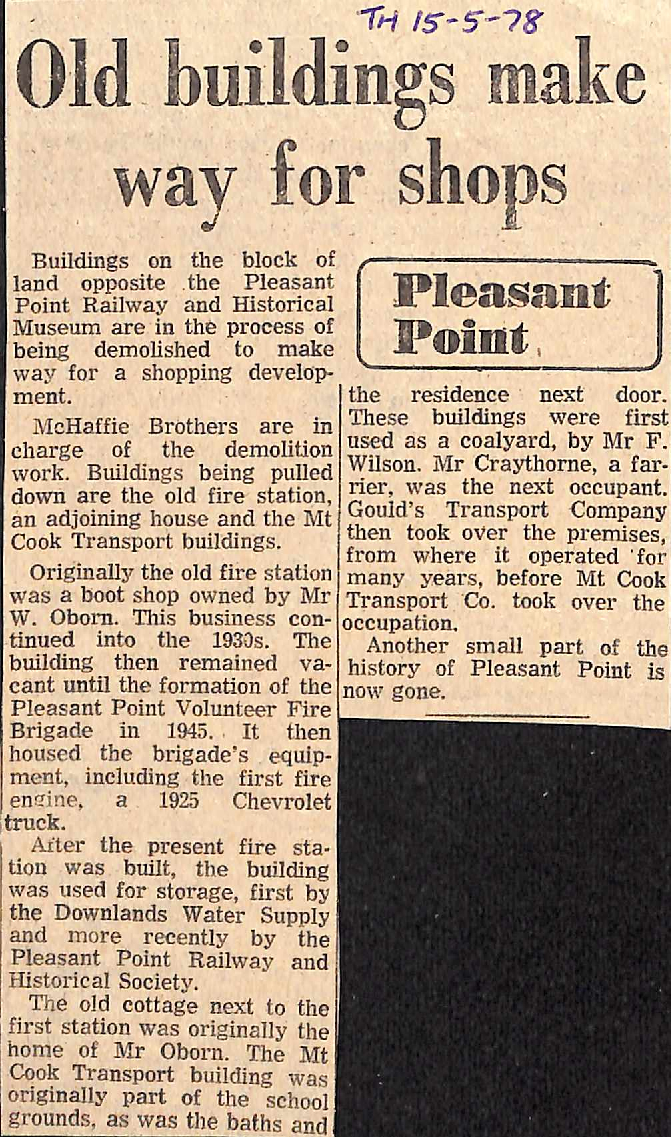 TH 15-5-78
Old buildings make
way for shops
Buildings on the block of
land opposite the Pleasant
Point Railway and Historical
Museum are in the process of
being demolished to make
way for a shopping develop-
ment.
McHaffie Brothers are in
charge of the demolition
work. Buildings being pulled
down are the old fire station,
an adjoining house and the Mt
Cook Transport buildings.
Originally the old fire station
was a boot shop owned by Mr
W. Oborn. This business con-
tinued into the 1930s. The
building then remained va-
cant until the formation of the
Pleasant Point Volunteer Fire
Brigade in 1945. It then
housed the brigade's equip-
ment, including the first fire
engine, a 1925 Chevrolet
truck.
After the present fire sta-
tion was built, the building
was used for storage, first by
the Downlands Water Supply
and more recently by the
Pleasant Point Railway and
Historical Society.
The old cottage next to the
first station was originally the
home of Mr Oborn. The Mt
Cook Transport building was
originally part of the school
grounds, as was the baths and
Pleasant
Point
the residence next door.
These buildings were first
used as a coalyard, by Mr F.
Wilson. Mr Craythorne, a far-
rier, was the next occupant.
Gould's Transport Company
then took over the premises,
from where it operated for
many years, before Mt Cook
Transport Co. took over the
occupation.
Another small part of the
history of Pleasant Point is
now gone.